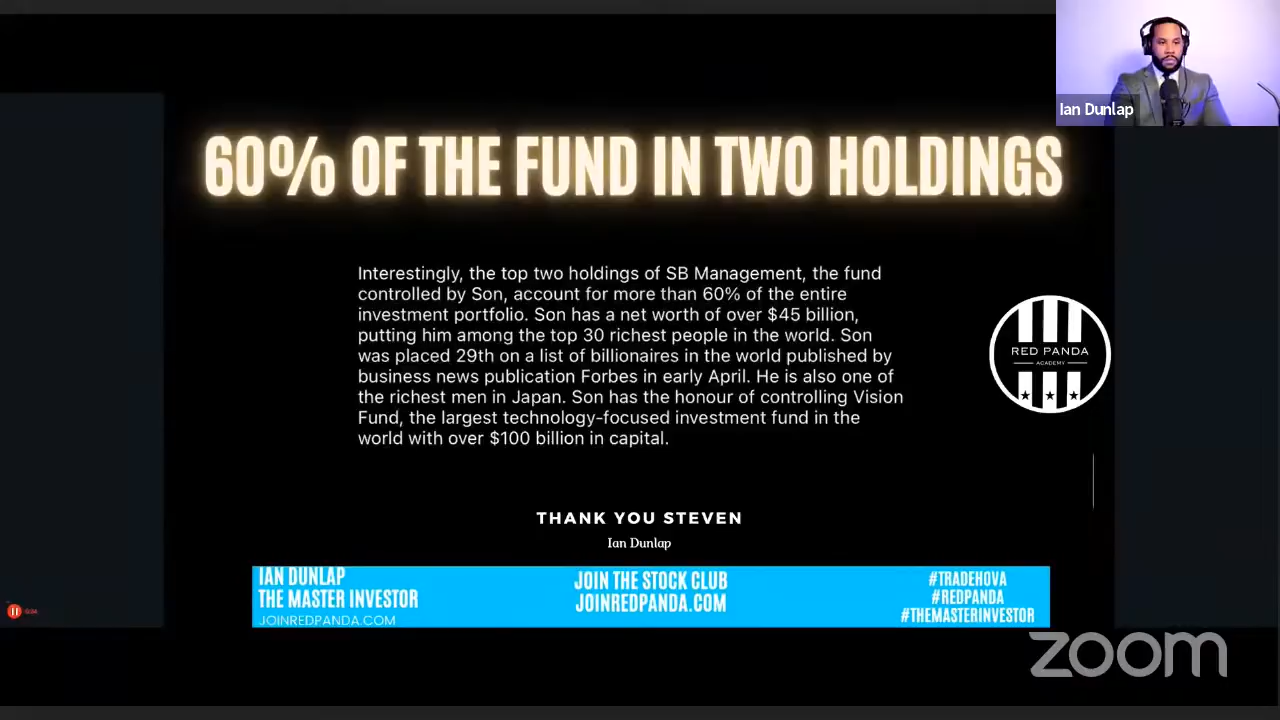 Ian Dunlap
60% OF THE FUND IN TWO HOLDINGS
Interestingly, the top two holdings of SB Management, the fund
controlled by Son, account for more than 60% of the entire
investment portfolio. Son has a net worth of over $45 billion,
putting him among the top 30 richest people in the world. Son
was placed 29th on a list of billionaires in the world published by
business news publication Forbes in early April. He is also one of
the richest men in Japan. Son has the honour of controlling Vision
Fund, the largest technology-focused investment fund in the
world with over $100 billion in capital.
RED PANDA
ACADEMY
THANK YOU STEVEN
Ian Dunlap
IAN DUNLAP
THE MASTER INVESTOR
JOINREDPANDA.COM
JOIN THE STOCK CLUB
JOINREDPANDA.COM
#TRADEHOVA
#REDPANDA
#THEMASTERINVESTOR
zoom